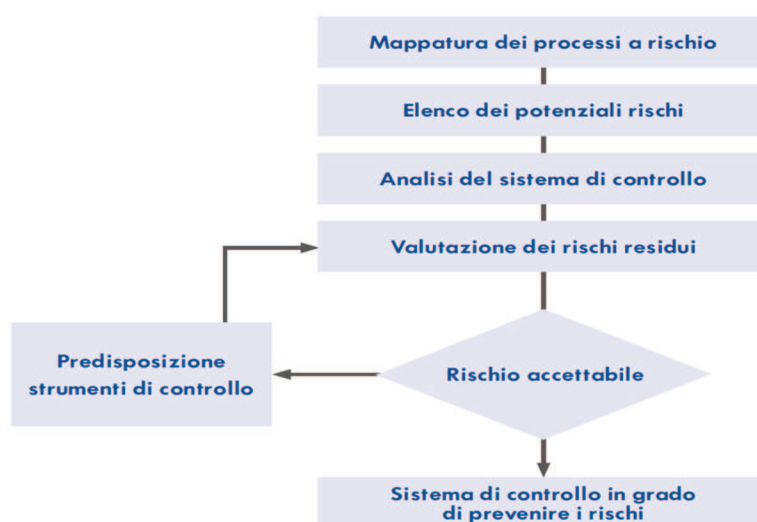 Mappatura dei processi a rischio
Elenco dei potenziali rischi
Analisi del sistema di controllo
Valutazione dei rischi residui
Predisposizione
strumenti di controllo
Rischio accettabile
Sistema di controllo in grado
di prevenire i rischi